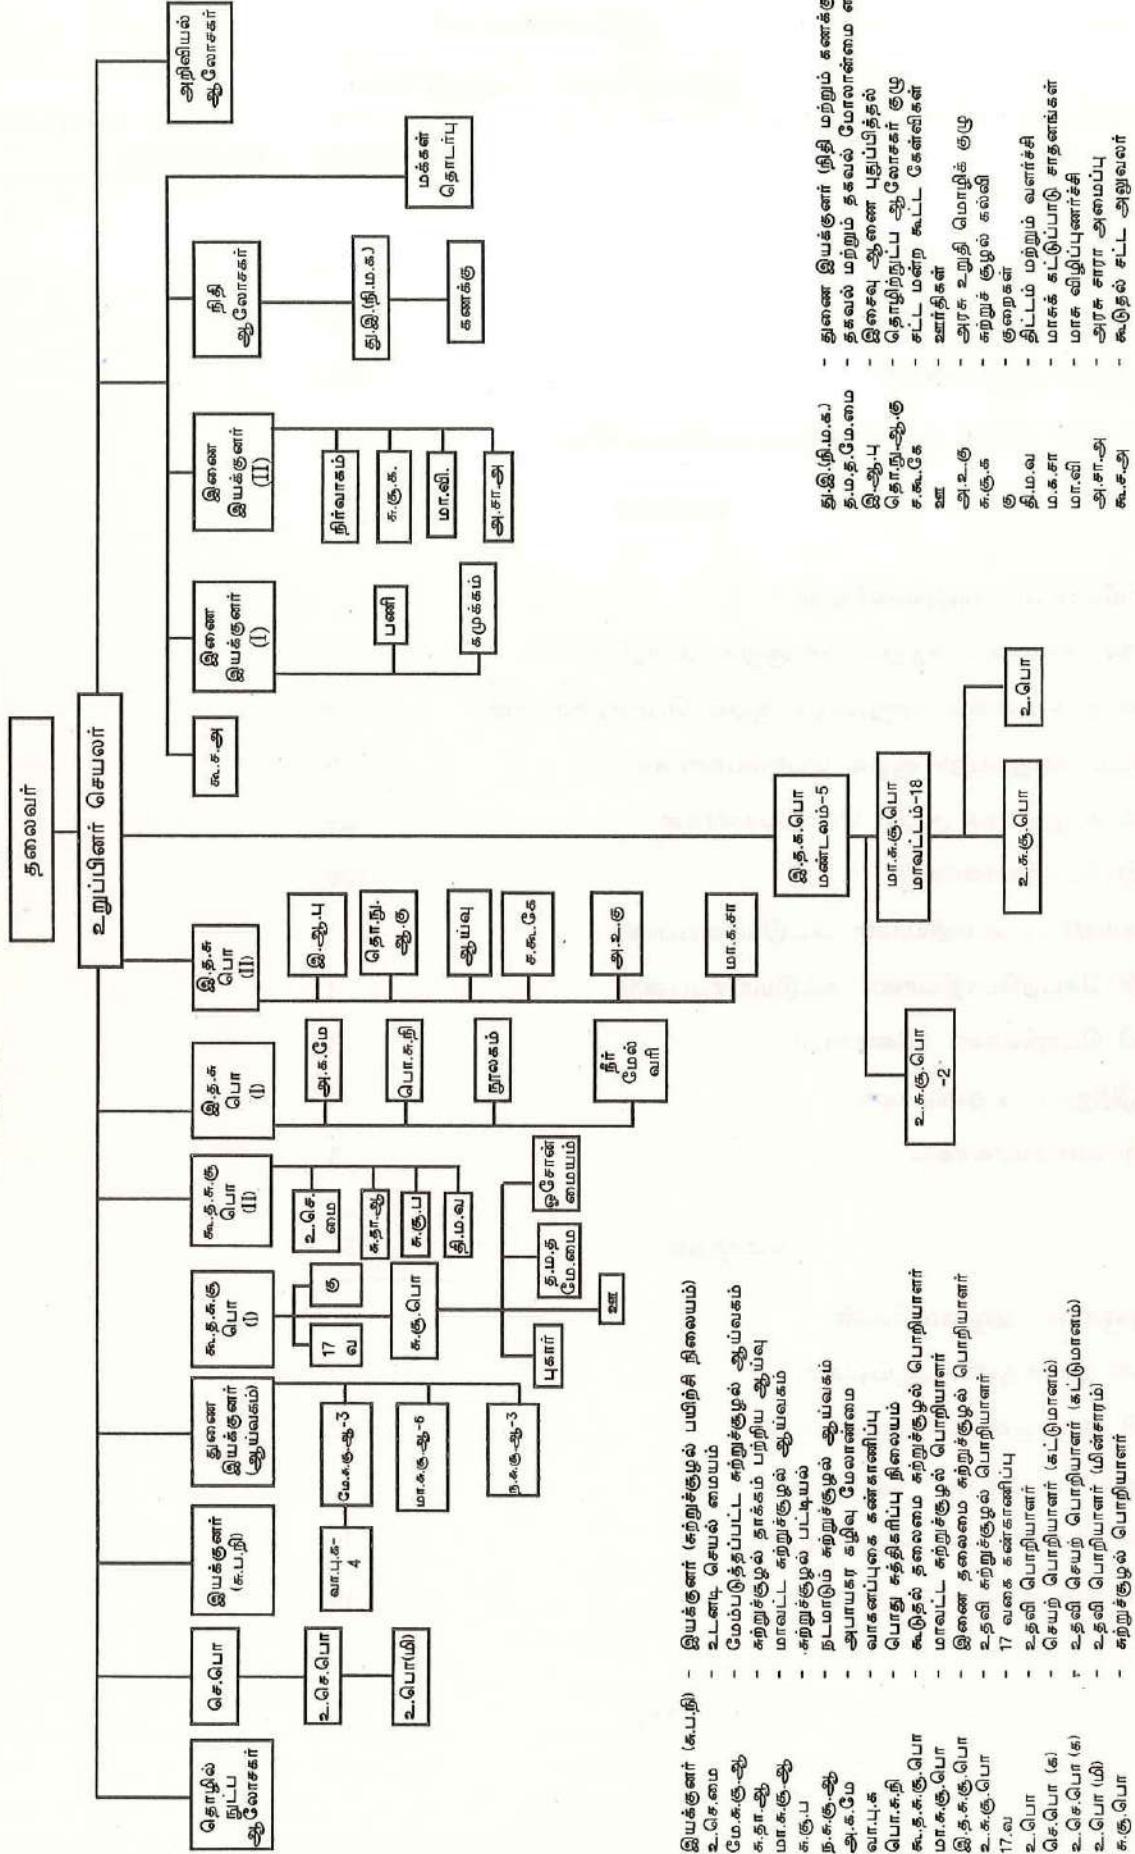 தலைவர்
உறுப்பினர் செயலர்
தொழில்
நுட்ப
ஆலோசகர்
செ.பொ
உ.செ.பொ
உ.பொ(மி)
இயக்குனர்
(சு.ப.நி)
துணை
இயக்குனர்
(ஆய்வகம்)
மே.சு.கு.ஆ-3
வா.பு.க-
4
மா.சு.கு.ஆ-5
ந.சு.கு.ஆ-3
கூ.த.சு.சூ
பொ
(I)
17
வ
கு
சு.சூ.பொ
புகார்
த.ம.த
மே.மை
ஓசோன்
மையம்
ஊ
கூ.த.சு.சூ
பொ
(II)
உ.செ.
மை
சு.தா.ஆ
சு.சூ.ப
தி.ம.வ
இ.த.சு
பொ
(I)
அ.க.மே
பொ.சு.நி
நூலகம்
நீர்
மேல்
வரி
இ.த.சு
பொ
(II)
இ.ஆ.பு
தொ.நு.
ஆ.கு
ஆய்வு
ச.கூ.கே
அ.உ.கு
மா.க.சா
இ.த.சு.பொ
மண்டலம்-5
மா.சு.சூ.பொ
மாவட்டம்-18
உ.சு.சூ.பொ
-2
உ.சு.சூ.பொ
உ.பொ
கூ.ச.அ
இணை
இயக்குனர்
(I)
பணி
கமுக்கம்
இணை
இயக்குனர்
(II)
நிர்வாகம்
சு.சூ.க.
மா.வி.
அ.சா.அ
நிதி
ஆலோசகர்
து.இ.(நி.ம.க.)
கணக்கு
மக்கள்
தொடர்பு
அறிவியல்
ஆலோசகர்
இயக்குனர் (சு.ப.நி) - இயக்குனர் (சுற்றுச்சூழல் பயிற்சி நிலையம்)
உ.செ.மை - உடனடி செயல் மையம்
மே.சு.கு.ஆ - மேம்படுத்தப்பட்ட சுற்றுச்சூழல் ஆய்வகம்
சு.தா.ஆ - சுற்றுச்சூழல் தாக்கம் பற்றிய ஆய்வு
மா.சு.கு.ஆ - மாவட்ட சுற்றுச்சூழல் ஆய்வகம்
சு.சூ.ப - சுற்றுச்சூழல் பட்டியல்
ந.சு.கு.ஆ - நடமாடும் சுற்றுச்சூழல் ஆய்வகம்
அ.க.மே - அபாயகர கழிவு மேலாண்மை
வா.பு.க - வாகனப்புகை கண்காணிப்பு
பொ.சு.நி - பொது சுத்திகரிப்பு நிலையம்
கூ.த.சு.சூ.பொ - கூடுதல் தலைமை சுற்றுச்சூழல் பொறியாளர்
மா.சு.சூ.பொ - மாவட்ட சுற்றுச்சூழல் பொறியாளர்
இ.த.சு.சூ.பொ - இணை தலைமை சுற்றுச்சூழல் பொறியாளர்
உ.சு.சூ.பொ - உதவி சுற்றுச்சூழல் பொறியாளர்
17.வ - 17 வகை கண்காணிப்பு
உ.பொ - உதவி பொறியாளர்
செ.பொ (க) - செயற் பொறியாளர் (கட்டுமானம்)
உ.செ.பொ (க) - உதவி செயற் பொறியாளர் (கட்டுமானம்)
உ.பொ (மி) - உதவி பொறியாளர் (மின்சாரம்)
சு.சூ.பொ - சுற்றுச்சூழல் பொறியாளர்
து.இ.(நி.ம.க.) - துணை இயக்குனர் (நிதி மற்றும் கணக்கு
த.ம.த.மே.மை - தகவல் மற்றும் தகவல் மேலாண்மை
இ.ஆ.பு - இசைவு ஆணை புதுப்பித்தல்
தொ.நு-ஆ.கு - தொழிற்நுட்ப ஆலோசகர் குழு
ச.கூ.கே - சட்ட மன்ற கூட்ட கேள்விகள்
ஊ - ஊர்திகள்
அ.உ.கு - அரசு உறுதி மொழிக் குழு
சு.சூ.க - சுற்றுச் சூழல் கல்வி
கு - குறைகள்
தி.ம.வ - திட்டம் மற்றும் வளர்ச்சி
ம.க.சா - மாசுக் கட்டுப்பாடு சாதனங்கள்
மா.வி - மாசு விழிப்புணர்ச்சி
அ.சா.அ - அரசு சாரா அமைப்பு
கூ.ச.அ - கூடுதல் சட்ட அலுவலர்